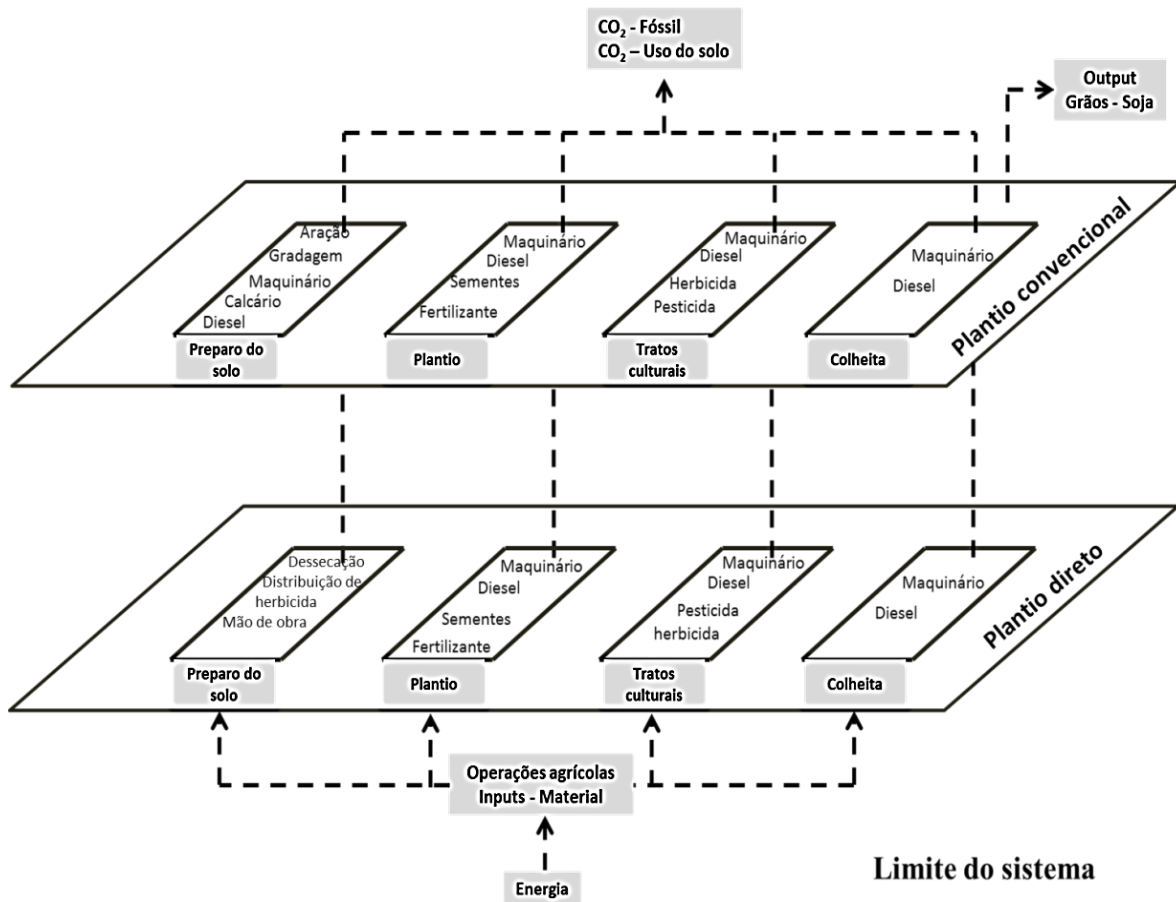 CO₂ - Fóssil
CO₂ – Uso do solo
Output
Grãos - Soja
Aração
Gradagem
Maquinário
Calcário
Diesel
Preparo do
solo
Maquinário
Diesel
Sementes
Fertilizante
Plantio
Maquinário
Diesel
Herbicida
Pesticida
Tratos
culturais
Maquinário
Diesel
Colheita
Plantio convencional
Dessecação
Distribuição de
herbicida
Mão de obra
Preparo do
solo
Maquinário
Diesel
Sementes
Fertilizante
Plantio
Maquinário
Diesel
Pesticida
herbicida
Tratos
culturais
Maquinário
Diesel
Colheita
Plantio direto
Operações agrícolas
Inputs - Material
Energia
Limite do sistema